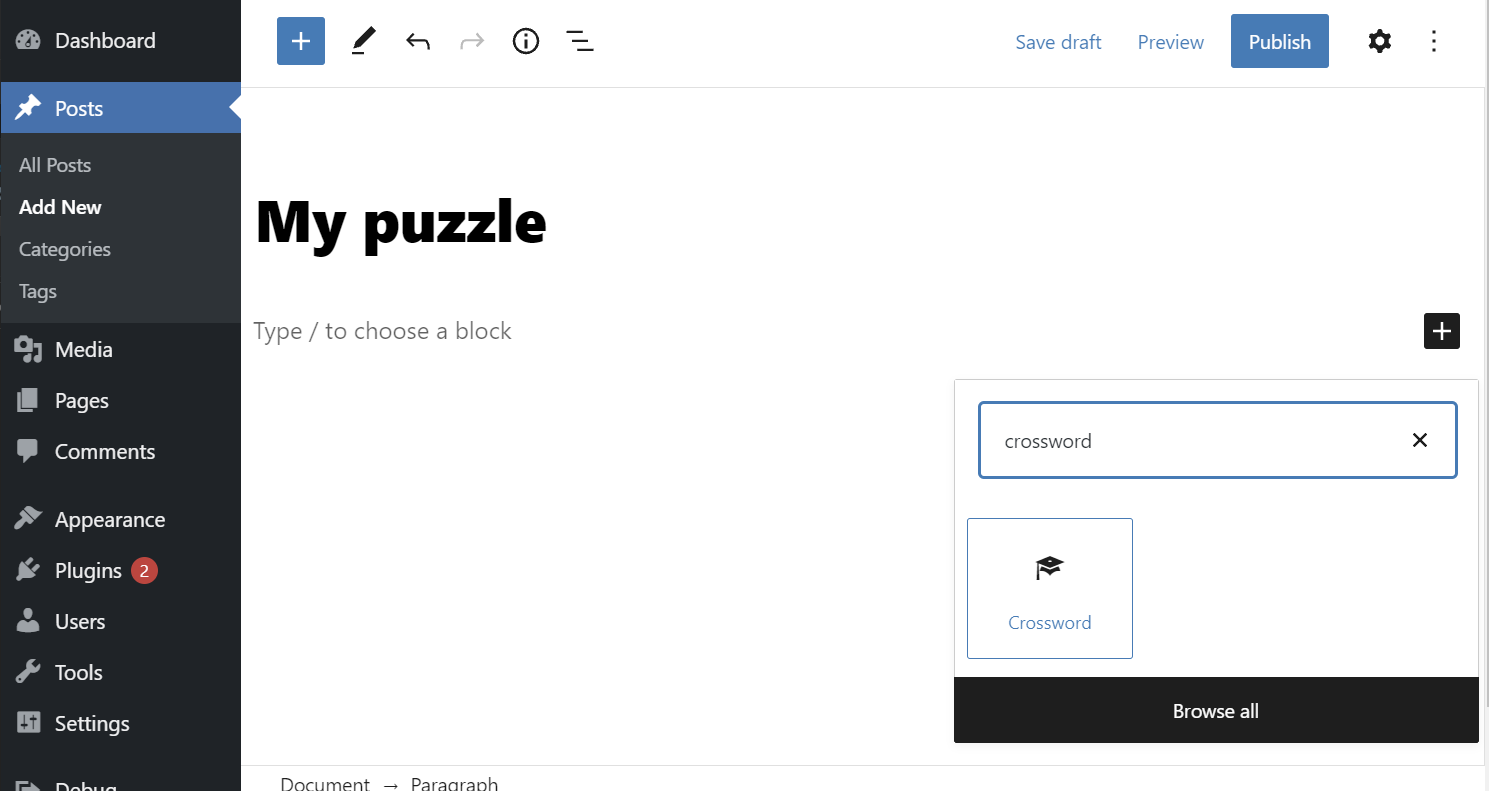 Dashboard
Posts
All Posts
Add New
Categories
Tags
Media
Pages
Comments
Appearance
Plugins 2
Users
Tools
Settings
Debug
Save draft Preview Publish
My puzzle
Type / to choose a block
crossword
Crossword
Browse all
Document → Paragraph